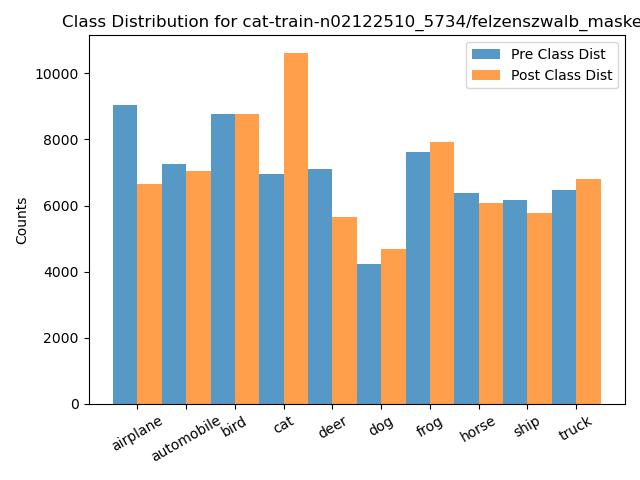 Class Distribution for cat-train-n02122510_5734/felzenszwalb_maske
Pre Class Dist
Post Class Dist
10000
8000
6000
4000
2000
0
Counts
airplane
automobile
bird
cat
deer
dog
frog
horse
ship
truck